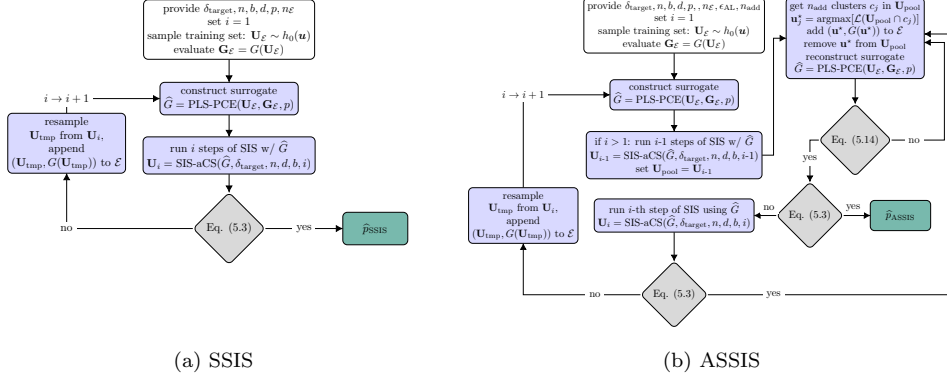 provide δ_target, n, b, d, p, n_ℰ
set i = 1
sample training set: U_ℰ ∼ h_0(u)
evaluate G_ℰ = G(U_ℰ)
construct surrogate
Ĝ = PLS-PCE(U_ℰ, G_ℰ, p)
i → i + 1
resample
U_tmp from U_i,
append
(U_tmp, G(U_tmp)) to ℰ
run i steps of SIS w/ Ĝ
U_i = SIS-aCS(Ĝ, δ_target, n, d, b, i)
Eq. (5.3)
no
yes
p̂_SSIS
(a) SSIS
provide δ_target, n, b, d, p, , n_ℰ, ϵ_AL, n_add
set i = 1
sample training set: U_ℰ ∼ h_0(u)
evaluate G_ℰ = G(U_ℰ)
i → i + 1
construct surrogate
Ĝ = PLS-PCE(U_ℰ, G_ℰ, p)
if i > 1: run i-1 steps of SIS w/ Ĝ
U_i-1 = SIS-aCS(Ĝ, δ_target, n, d, b, i-1)
set U_pool = U_i-1
get n_add clusters c_j in U_pool
u*_j = argmax[ℒ(U_pool ∩ c_j)]
add (u*, G(u*)) to ℰ
remove u* from U_pool
reconstruct surrogate
Ĝ = PLS-PCE(U_ℰ, G_ℰ, p)
Eq. (5.14)
no
yes
Eq. (5.3)
no
yes
p̂_ASSIS
run i-th step of SIS using Ĝ
U_i = SIS-aCS(Ĝ, δ_target, n, d, b, i)
resample
U_tmp from U_i,
append
(U_tmp, G(U_tmp)) to ℰ
Eq. (5.3)
no
yes
(b) ASSIS